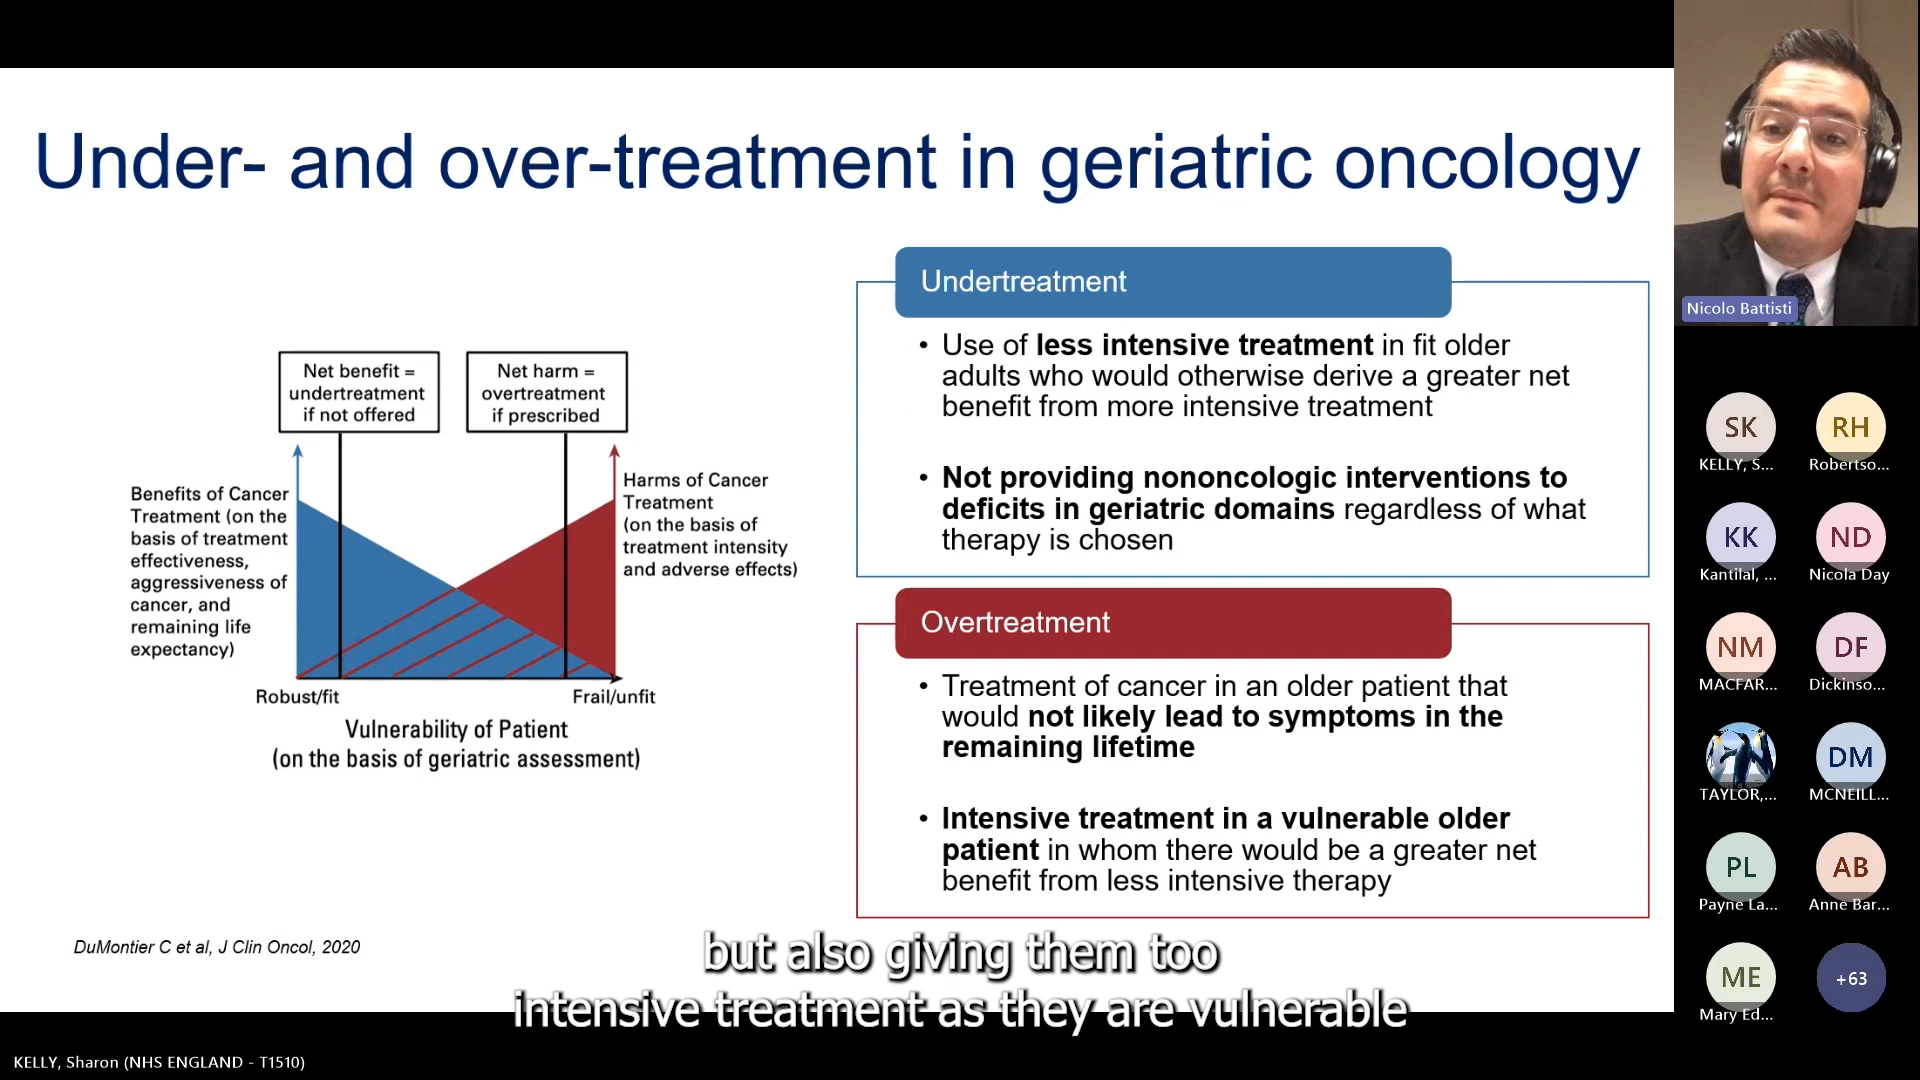 Under- and over-treatment in geriatric oncology
Net benefit =
undertreatment
if not offered
Net harm =
overtreatment
if prescribed
Benefits of Cancer
Treatment (on the
basis of treatment
effectiveness,
aggressiveness of
cancer, and
remaining life
expectancy)
Harms of Cancer
Treatment
(on the basis of
treatment intensity
and adverse effects)
Robust/fit
Frail/unfit
Vulnerability of Patient
(on the basis of geriatric assessment)
DuMontier C et al, J Clin Oncol, 2020
Undertreatment
• Use of less intensive treatment in fit older
adults who would otherwise derive a greater net
benefit from more intensive treatment
• Not providing nononcologic interventions to
deficits in geriatric domains regardless of what
therapy is chosen
Overtreatment
• Treatment of cancer in an older patient that
would not likely lead to symptoms in the
remaining lifetime
• Intensive treatment in a vulnerable older
patient in whom there would be a greater net
benefit from less intensive therapy
but also giving them too
intensive treatment as they are vulnerable
KELLY, Sharon (NHS ENGLAND - T1510)
Nicolo Battisti
SK
KELLY, S...
RH
Robertso...
KK
Kantilal, ...
ND
Nicola Day
NM
MACFAR...
DF
Dickinso...
TAYLOR,...
DM
MCNEILL...
PL
Payne La...
AB
Anne Bar...
ME
Mary Ed...
+63